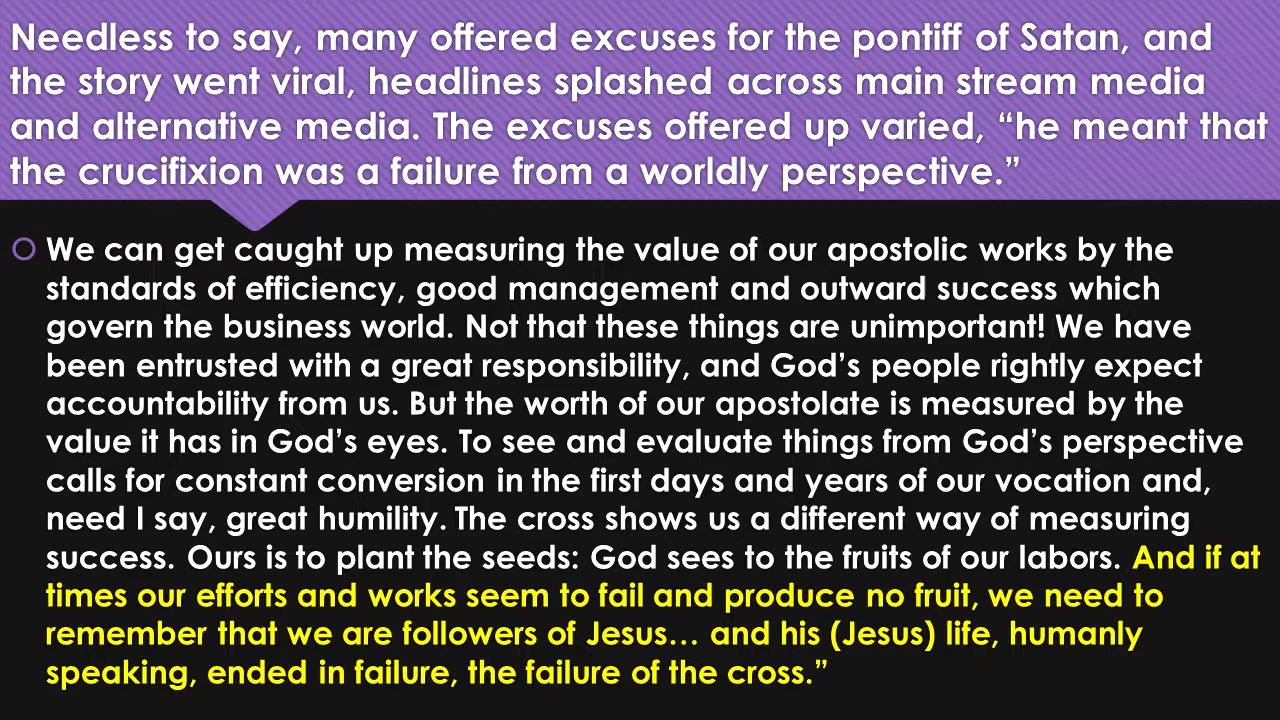 Needless to say, many offered excuses for the pontiff of Satan, and
the story went viral, headlines splashed across main stream media
and alternative media. The excuses offered up varied, “he meant that
the crucifixion was a failure from a worldly perspective.”
We can get caught up measuring the value of our apostolic works by the
standards of efficiency, good management and outward success which
govern the business world. Not that these things are unimportant! We have
been entrusted with a great responsibility, and God’s people rightly expect
accountability from us. But the worth of our apostolate is measured by the
value it has in God’s eyes. To see and evaluate things from God’s perspective
calls for constant conversion in the first days and years of our vocation and,
need I say, great humility. The cross shows us a different way of measuring
success. Ours is to plant the seeds: God sees to the fruits of our labors. And if at
times our efforts and works seem to fail and produce no fruit, we need to
remember that we are followers of Jesus… and his (Jesus) life, humanly
speaking, ended in failure, the failure of the cross.”